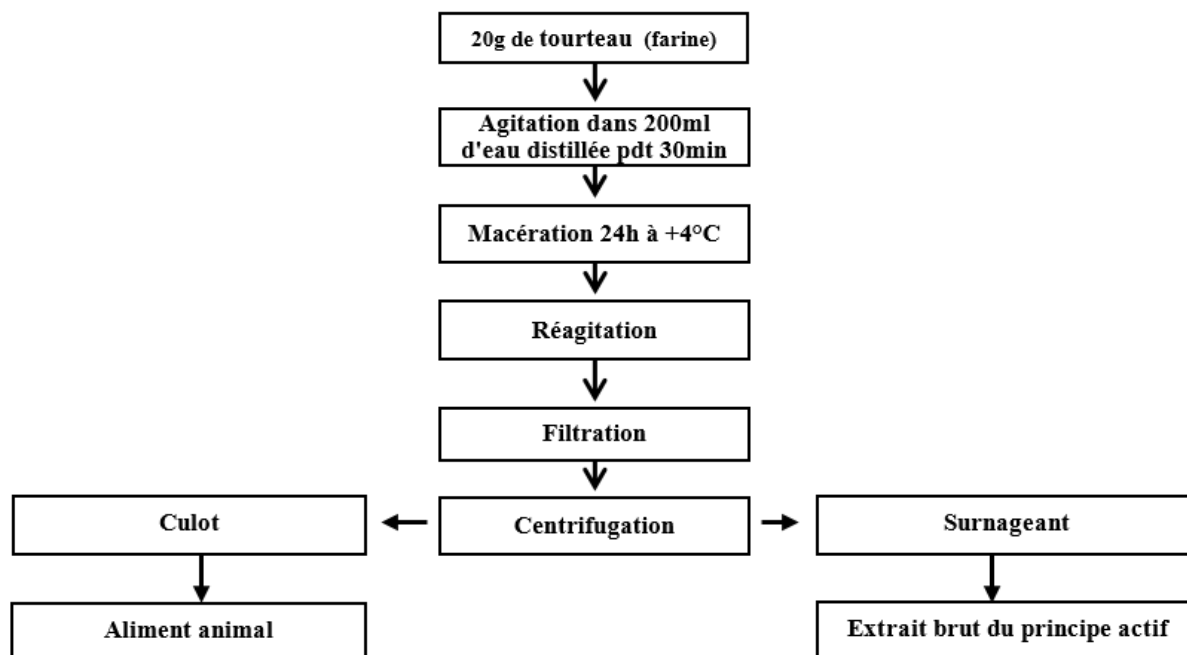 20g de tourteau (farine)
Agitation dans 200ml
d'eau distillée pdt 30min
Macération 24h à +4°C
Réagitation
Filtration
Culot
Centrifugation
Surnageant
Aliment animal
Extrait brut du principe actif